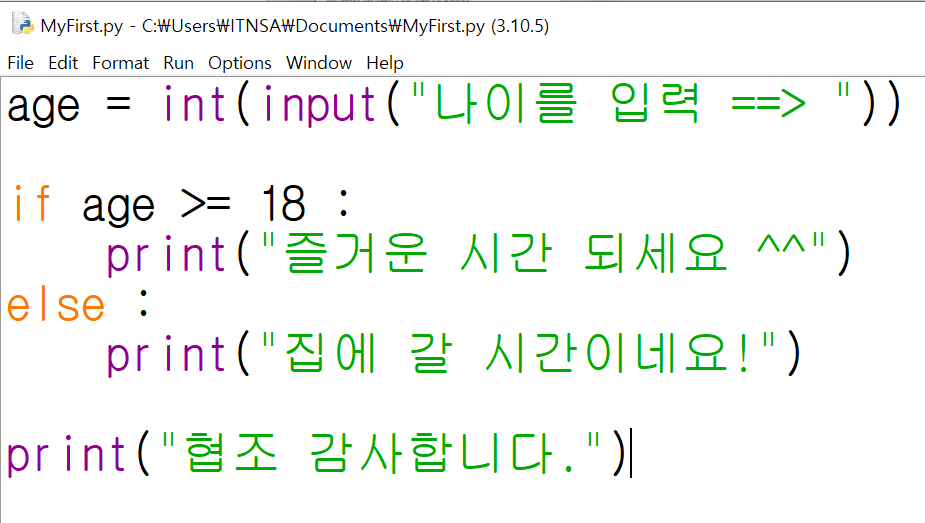 MyFirst.py - C:₩Users₩ITNSA₩Documents₩MyFirst.py (3.10.5)
File Edit Format Run Options Window Help
age = int(input("나이를 입력 ==> "))
if age >= 18 :
    print("즐거운 시간 되세요 ^^")
else :
    print("집에 갈 시간이네요!")
print("협조 감사합니다.")